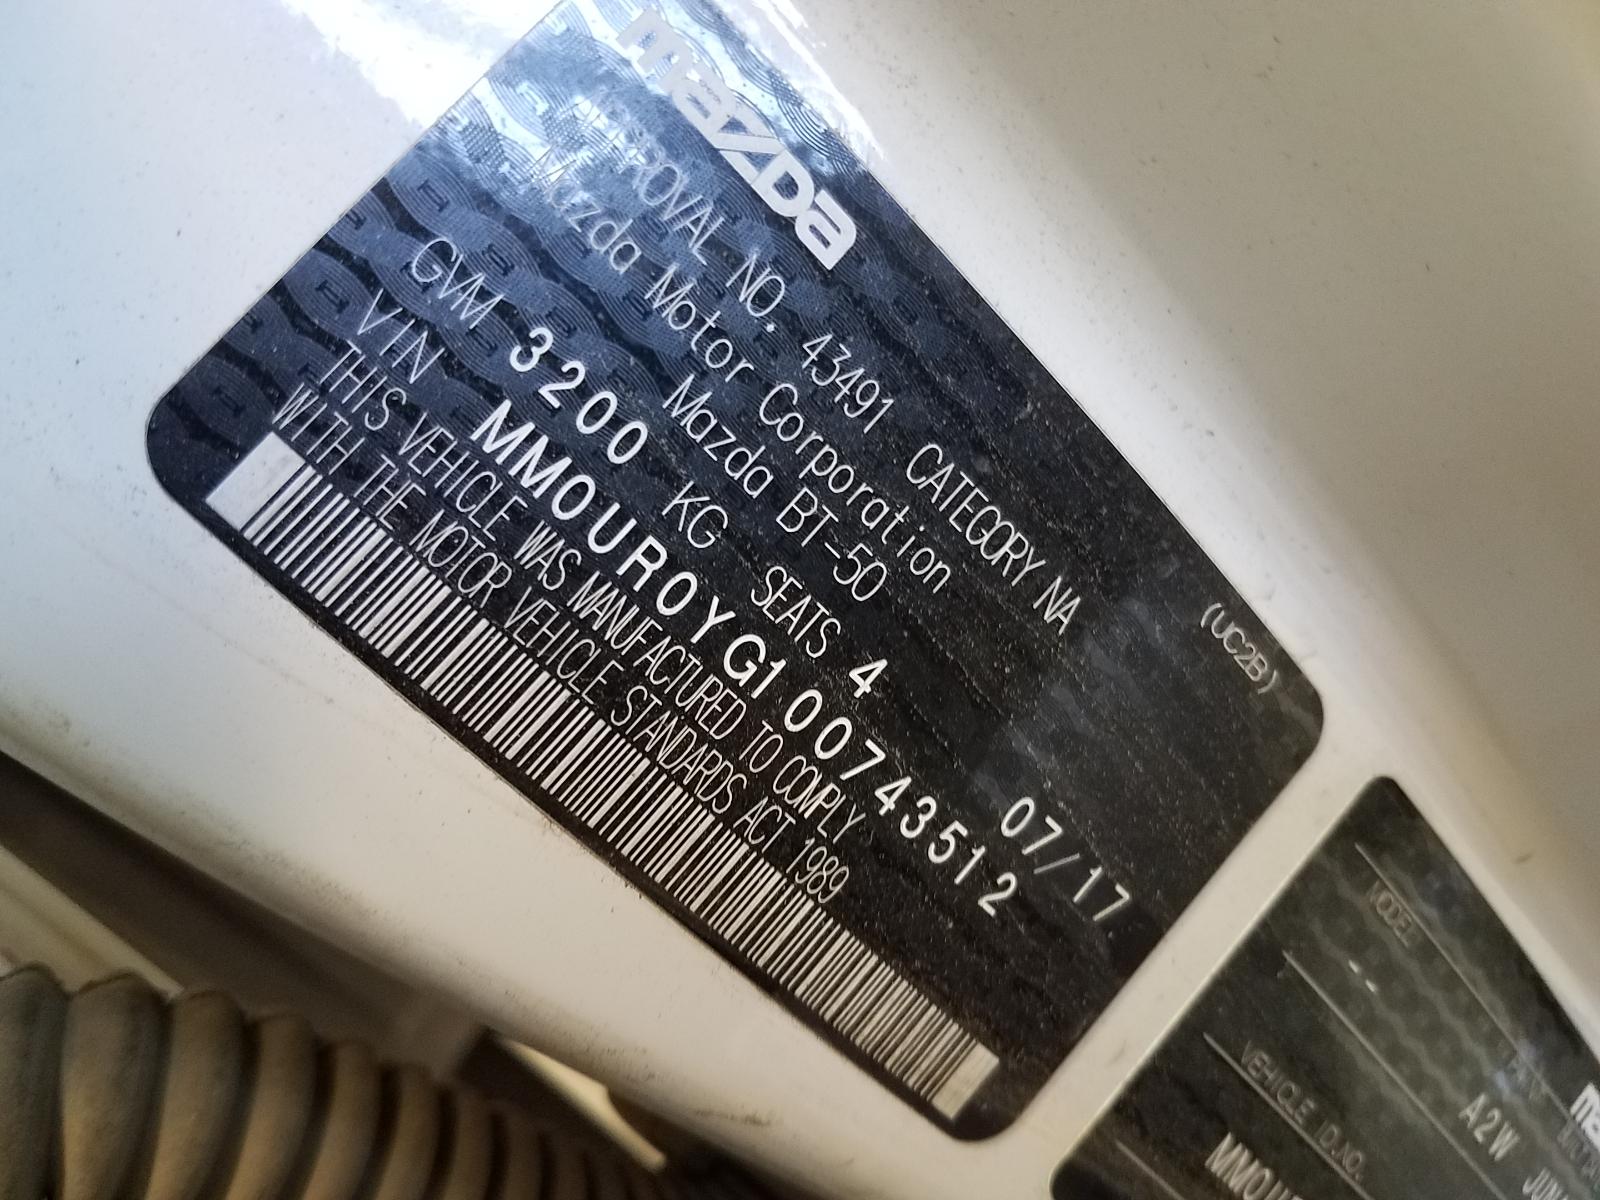 mazda
APPROVAL NO. 43491 CATEGORY NA
Mazda Motor Corporation (UC2B)
Mazda BT-50
GVM 3200 KG SEATS 4 07/17
VIN MM0UR0YG100743512
THIS VEHICLE WAS MANUFACTURED TO COMPLY
WITH THE MOTOR VEHICLE STANDARDS ACT 1989
MODEL
--
A2W
VEHICLE ID.NO.